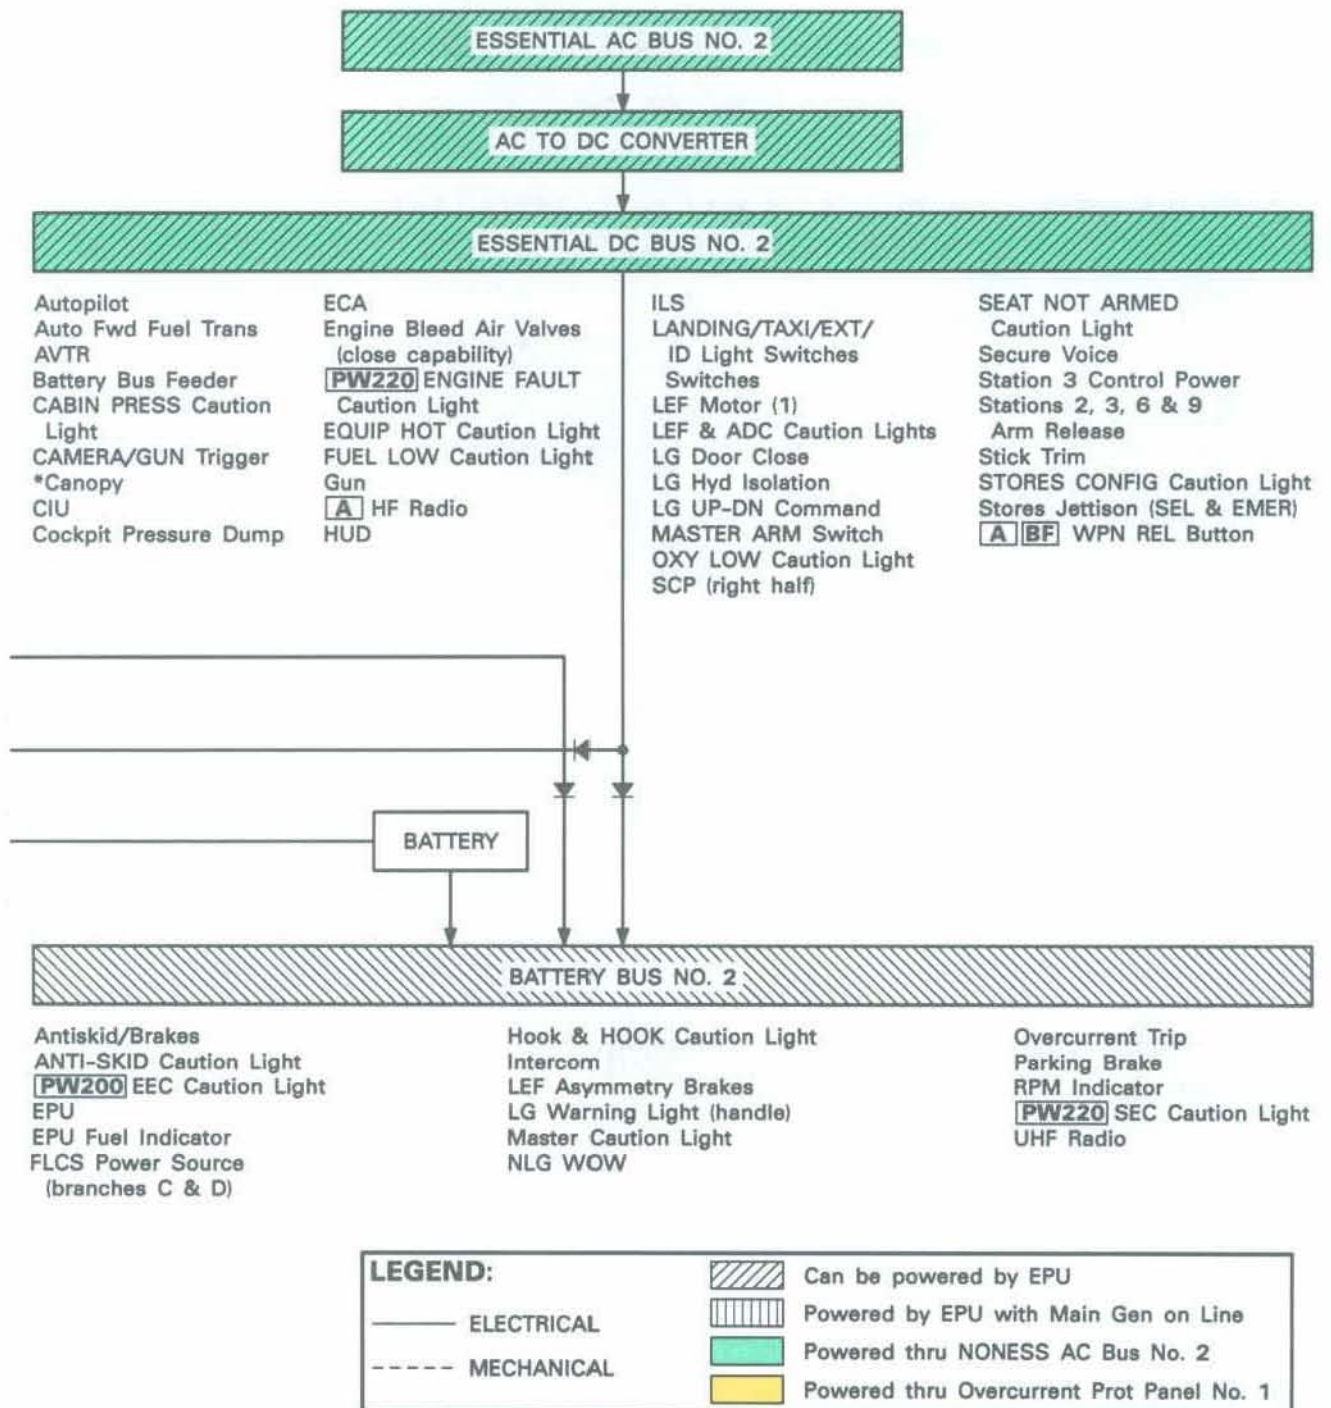 ESSENTIAL AC BUS NO. 2
AC TO DC CONVERTER
ESSENTIAL DC BUS NO. 2
Autopilot
Auto Fwd Fuel Trans
AVTR
Battery Bus Feeder
CABIN PRESS Caution
Light
CAMERA/GUN Trigger
*Canopy
CIU
Cockpit Pressure Dump
ECA
Engine Bleed Air Valves
(close capability)
PW220 ENGINE FAULT
Caution Light
EQUIP HOT Caution Light
FUEL LOW Caution Light
Gun
A HF Radio
HUD
ILS
LANDING/TAXI/EXT/
ID Light Switches
Switches
LEF Motor (1)
LEF & ADC Caution Lights
LG Door Close
LG Hyd Isolation
LG UP-DN Command
MASTER ARM Switch
OXY LOW Caution Light
SCP (right half)
SEAT NOT ARMED
Caution Light
Secure Voice
Station 3 Control Power
Stations 2, 3, 6 & 9
Arm Release
Stick Trim
STORES CONFIG Caution Light
Stores Jettison (SEL & EMER)
A BF WPN REL Button
BATTERY
BATTERY BUS NO. 2
Antiskid/Brakes
ANTI-SKID Caution Light
PW200 EEC Caution Light
EPU
EPU Fuel Indicator
FLCS Power Source
(branches C & D)
Hook & HOOK Caution Light
Intercom
LEF Asymmetry Brakes
LG Warning Light (handle)
Master Caution Light
NLG WOW
Overcurrent Trip
Parking Brake
RPM Indicator
PW220 SEC Caution Light
UHF Radio
LEGEND:
ELECTRICAL
MECHANICAL
Can be powered by EPU
Powered by EPU with Main Gen on Line
Powered thru NONESS AC Bus No. 2
Powered thru Overcurrent Prot Panel No. 1